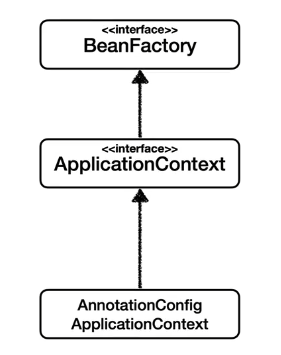 <<interface>>
BeanFactory
<<interface>>
ApplicationContext
AnnotationConfig
ApplicationContext